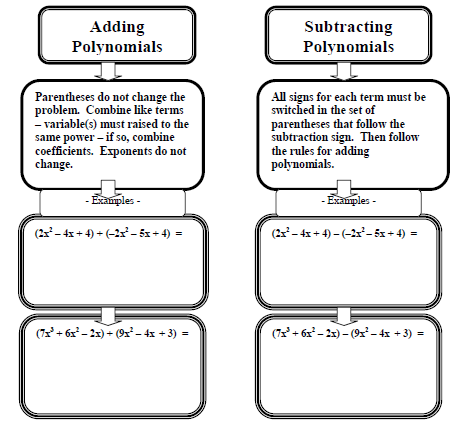 Adding
Polynomials
Parentheses do not change the
problem. Combine like terms
– variable(s) must raised to the
same power – if so, combine
coefficients. Exponents do not
change.
- Examples -
(2x² – 4x + 4) + (–2x² – 5x + 4) =
(7x³ + 6x² – 2x) + (9x² – 4x + 3) =
Subtracting
Polynomials
All signs for each term must be
switched in the set of
parentheses that follow the
subtraction sign. Then follow
the rules for adding
polynomials.
- Examples -
(2x² – 4x + 4) – (–2x² – 5x + 4) =
(7x³ + 6x² – 2x) – (9x² – 4x + 3) =